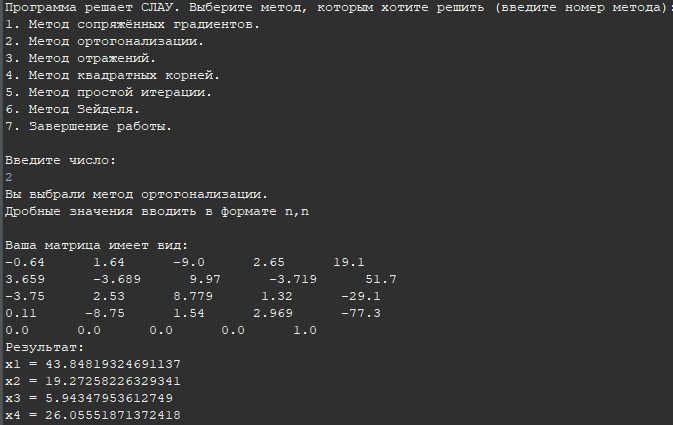 Программа решает СЛАУ. Выберите метод, которым хотите решить (введите номер метода):
1. Метод сопряжённых градиентов.
2. Метод ортогонализации.
3. Метод отражений.
4. Метод квадратных корней.
5. Метод простой итерации.
6. Метод Зейделя.
7. Завершение работы.
Введите число:
2
Вы выбрали метод ортогонализации.
Дробные значения вводить в формате n,n
Ваша матрица имеет вид:
-0.64 1.64 -9.0 2.65 19.1
3.659 -3.689 9.97 -3.719 51.7
-3.75 2.53 8.779 1.32 -29.1
0.11 -8.75 1.54 2.969 -77.3
0.0 0.0 0.0 0.0 1.0
Результат:
x1 = 43.84819324691137
x2 = 19.27258226329341
x3 = 5.94347953612749
x4 = 26.05551871372418